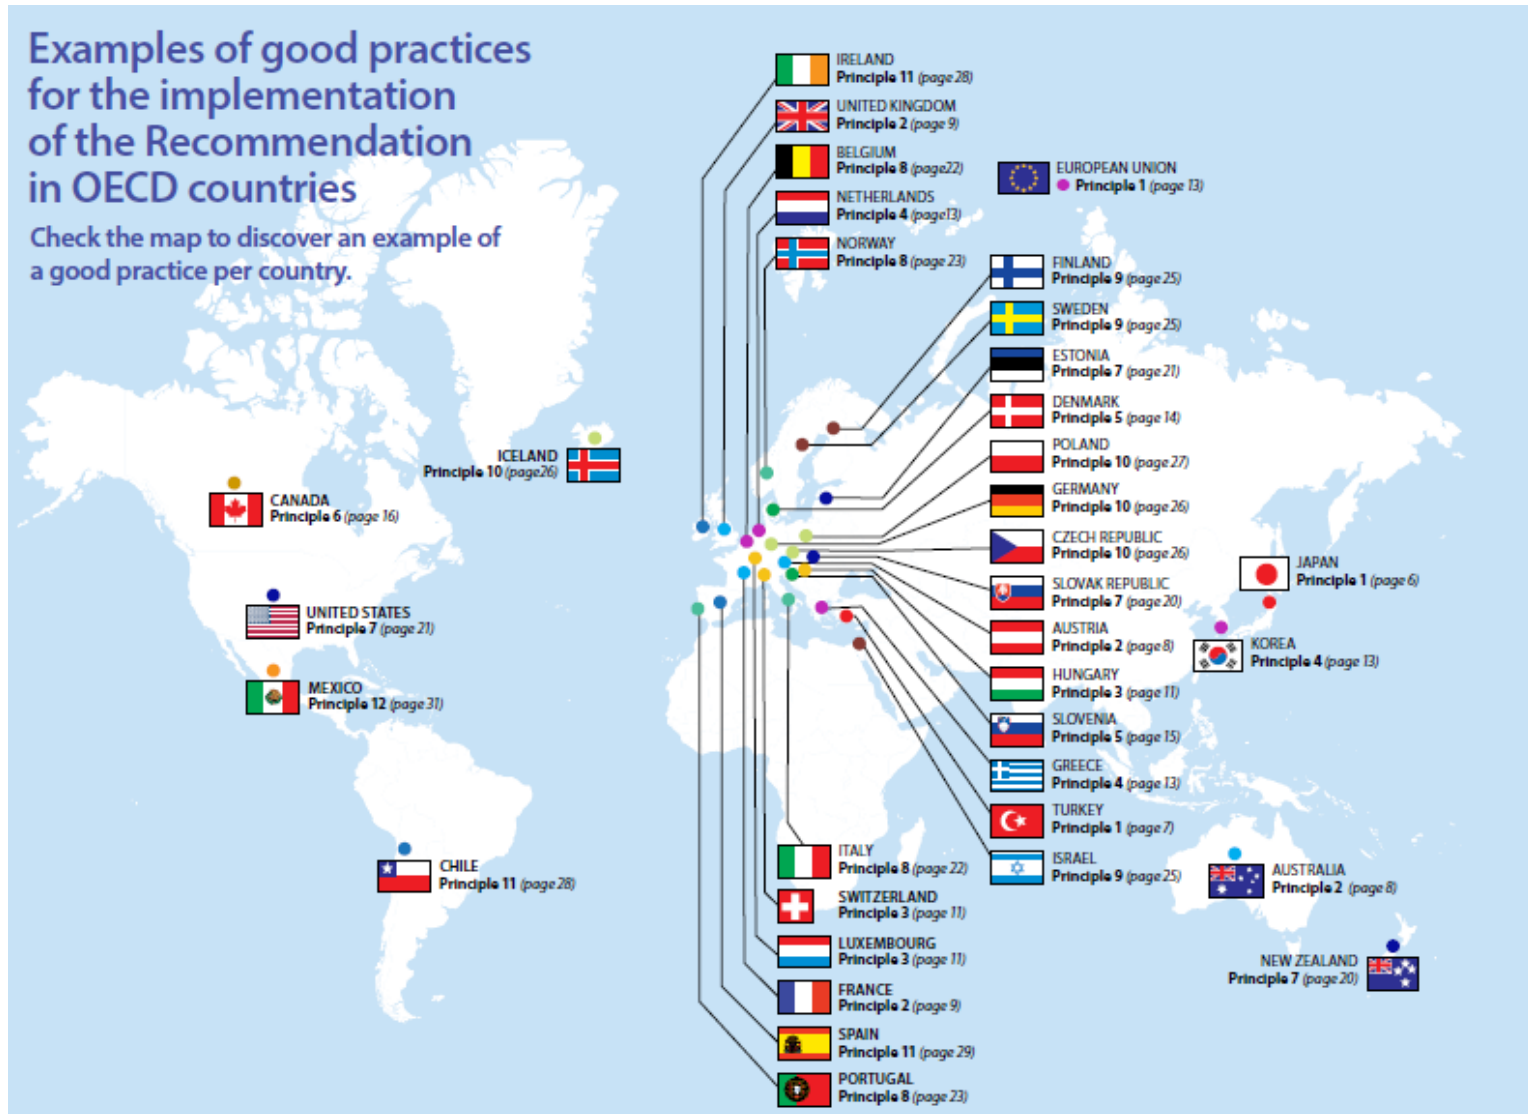 Examples of good practices
for the implementation
of the Recommendation
in OECD countries
Check the map to discover an example of
a good practice per country.
IRELAND
Principle 11 (page 28)
UNITED KINGDOM
Principle 2 (page 9)
BELGIUM
Principle 8 (page22)
NETHERLANDS
Principle 4 (page13)
NORWAY
Principle 8 (page 23)
EUROPEAN UNION
Principle 1 (page 13)
FINLAND
Principle 9 (page 25)
SWEDEN
Principle 9 (page 25)
ESTONIA
Principle 7 (page 21)
DENMARK
Principle 5 (page 14)
POLAND
Principle 10 (page 27)
GERMANY
Principle 10 (page 26)
CZECH REPUBLIC
Principle 10 (page 26)
SLOVAK REPUBLIC
Principle 7 (page 20)
AUSTRIA
Principle 2 (page 8)
HUNGARY
Principle 3 (page 11)
SLOVENIA
Principle 5 (page 15)
GREECE
Principle 4 (page 13)
TURKEY
Principle 1 (page 7)
ISRAEL
Principle 9 (page 25)
ICELAND
Principle 10 (page26)
CANADA
Principle 6 (page 16)
UNITED STATES
Principle 7 (page 21)
MEXICO
Principle 12 (page 31)
CHILE
Principle 11 (page 28)
JAPAN
Principle 1 (page 6)
KOREA
Principle 4 (page 13)
AUSTRALIA
Principle 2 (page 8)
NEW ZEALAND
Principle 7 (page 20)
ITALY
Principle 8 (page 22)
SWITZERLAND
Principle 3 (page 11)
LUXEMBOURG
Principle 3 (page 11)
FRANCE
Principle 2 (page 9)
SPAIN
Principle 11 (page 29)
PORTUGAL
Principle 8 (page 23)